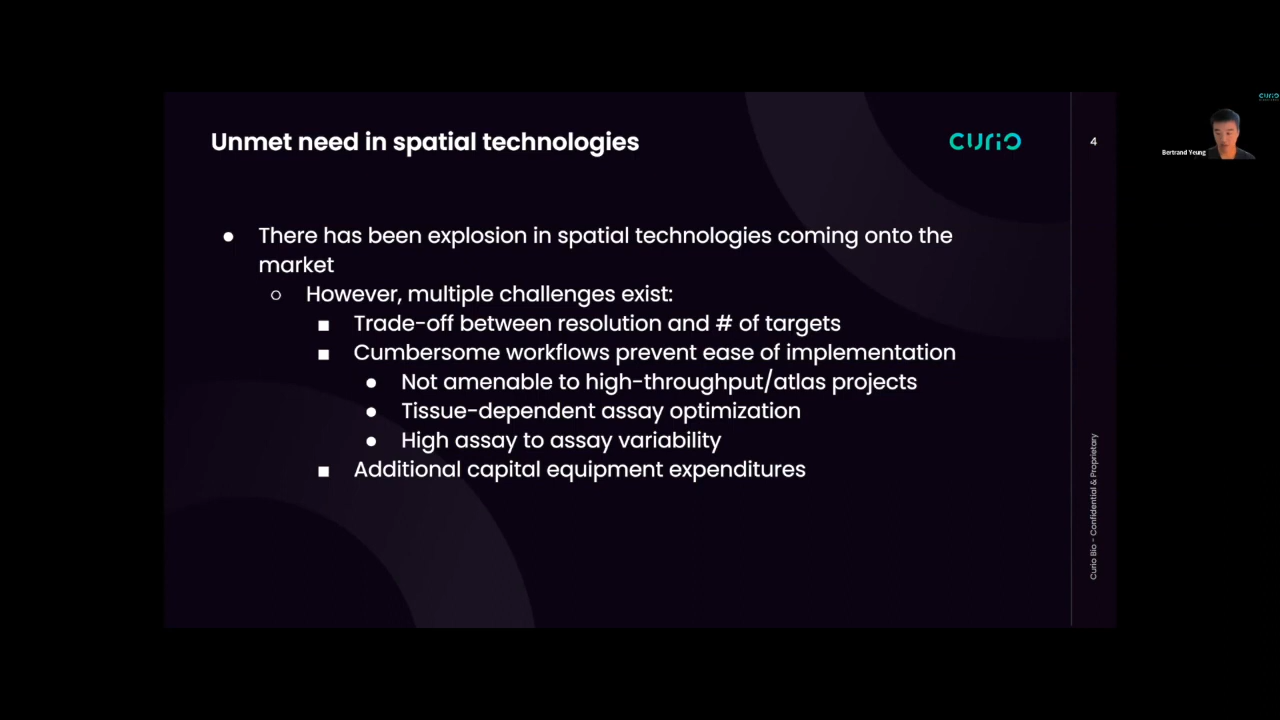 Unmet need in spatial technologies
curio
4
● There has been explosion in spatial technologies coming onto the
market
○ However, multiple challenges exist:
■ Trade-off between resolution and # of targets
■ Cumbersome workflows prevent ease of implementation
● Not amenable to high-throughput/atlas projects
● Tissue-dependent assay optimization
● High assay to assay variability
■ Additional capital equipment expenditures
Curio Bio - Confidential & Proprietary
curio
Bertrand Yeung